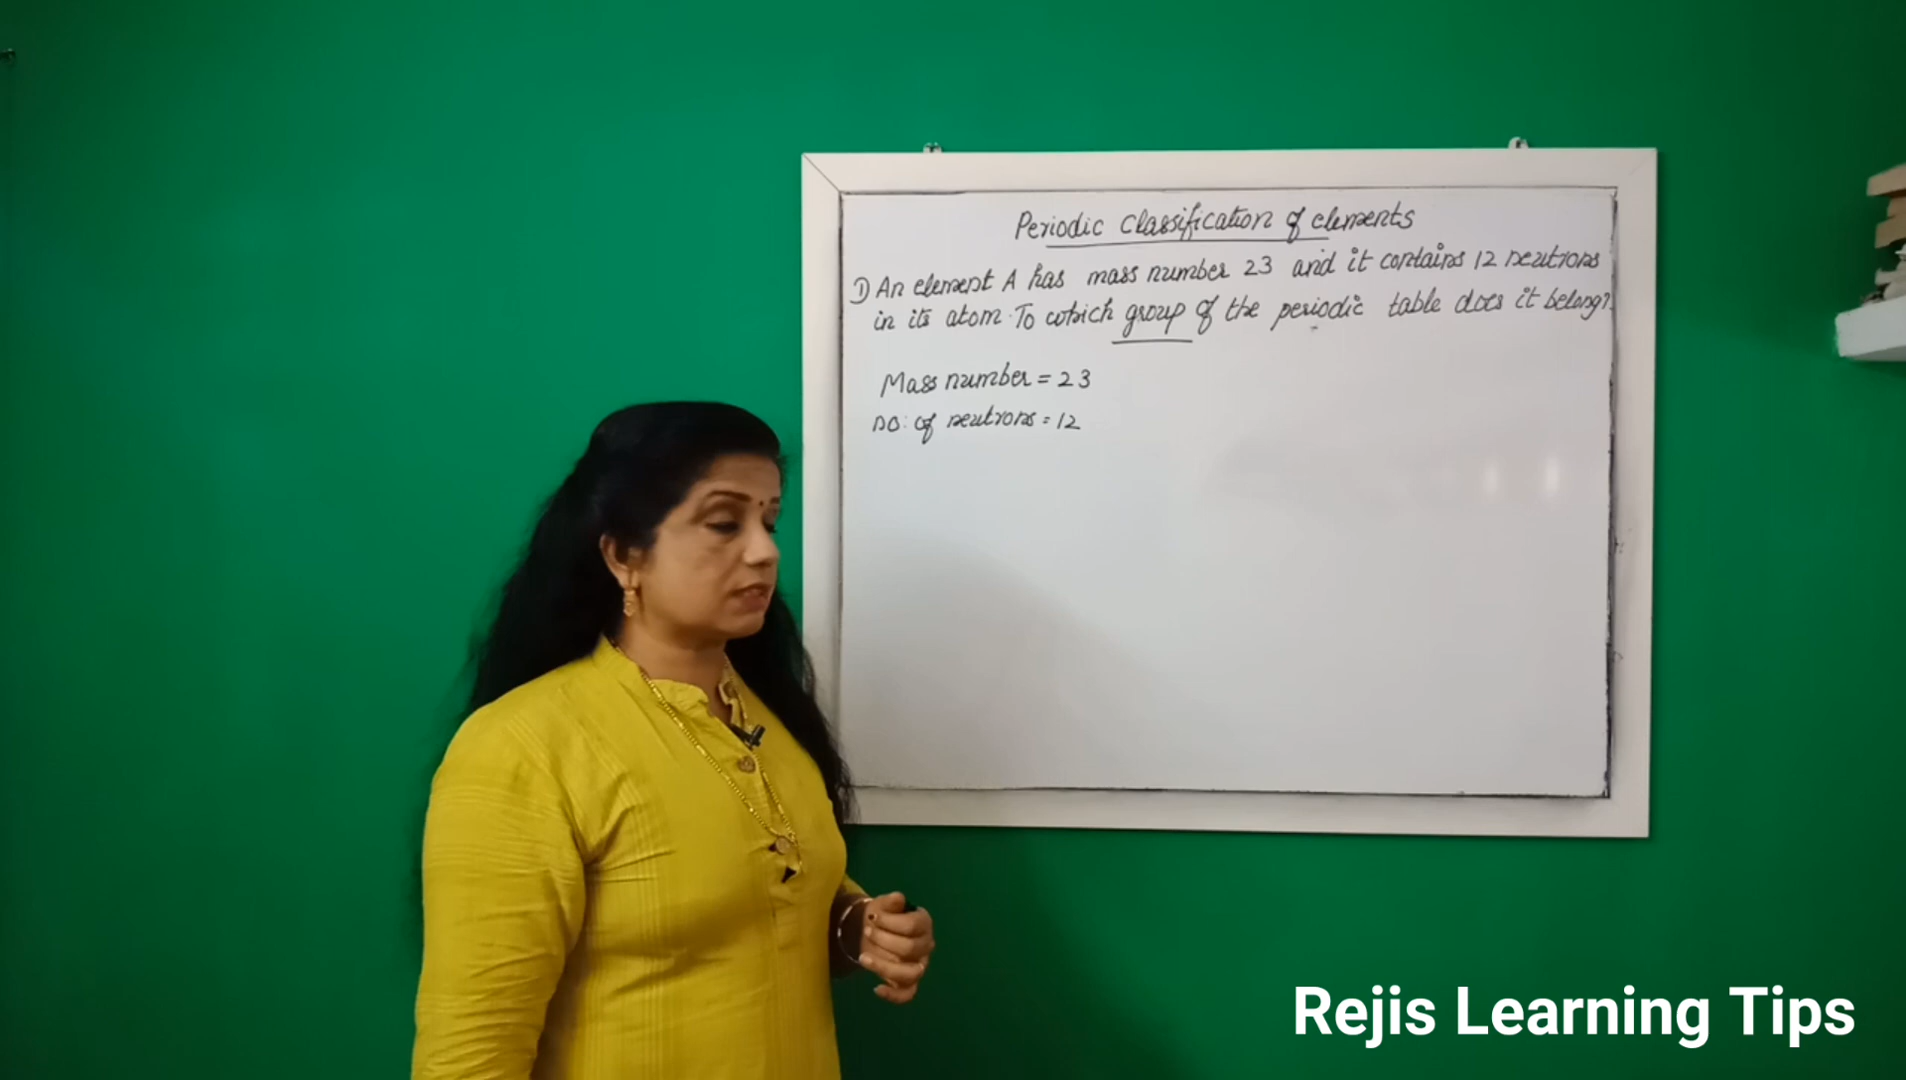 Periodic Classification of elements
1) An element A has mass number 23 and it contains 12 neutrons
in its atom. To which group of the periodic table does it belong?
Mass number = 23
no: of neutrons = 12
Rejis Learning Tips